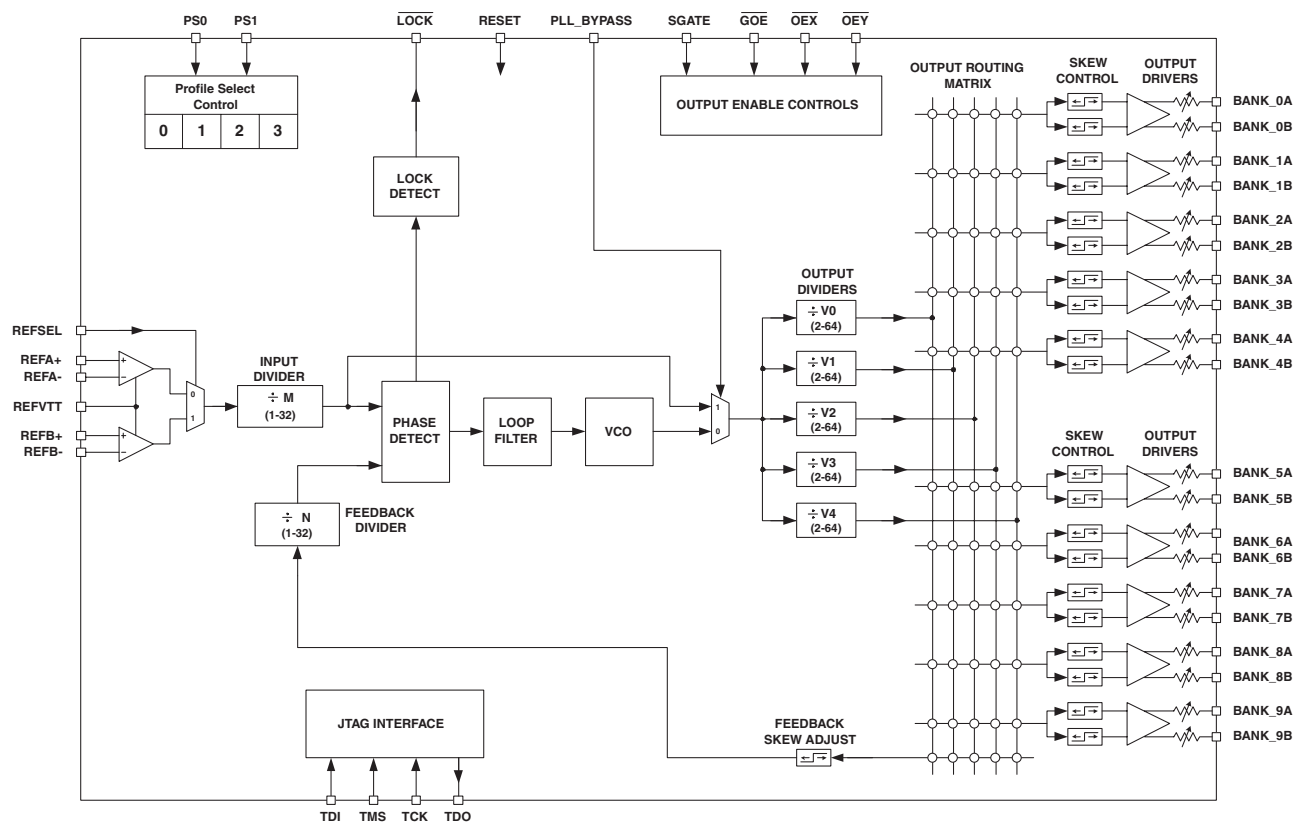 PS0 PS1 LOCK RESET PLL_BYPASS SGATE GOE OEX OEY
Profile Select
Control
0 1 2 3
OUTPUT ENABLE CONTROLS
OUTPUT ROUTING
MATRIX
SKEW
CONTROL
OUTPUT
DRIVERS
BANK_0A
BANK_0B
BANK_1A
BANK_1B
BANK_2A
BANK_2B
BANK_3A
BANK_3B
BANK_4A
BANK_4B
LOCK
DETECT
REFSEL
REFA+
REFA-
REFVTT
REFB+
REFB-
+
−
+
−
0
1
INPUT
DIVIDER
÷ M
(1-32)
PHASE
DETECT
LOOP
FILTER
VCO
1
0
OUTPUT
DIVIDERS
÷ V0
(2-64)
÷ V1
(2-64)
÷ V2
(2-64)
÷ V3
(2-64)
÷ V4
(2-64)
÷ N
(1-32)
FEEDBACK
DIVIDER
SKEW
CONTROL
OUTPUT
DRIVERS
BANK_5A
BANK_5B
BANK_6A
BANK_6B
BANK_7A
BANK_7B
BANK_8A
BANK_8B
BANK_9A
BANK_9B
JTAG INTERFACE
FEEDBACK
SKEW ADJUST
TDI TMS TCK TDO